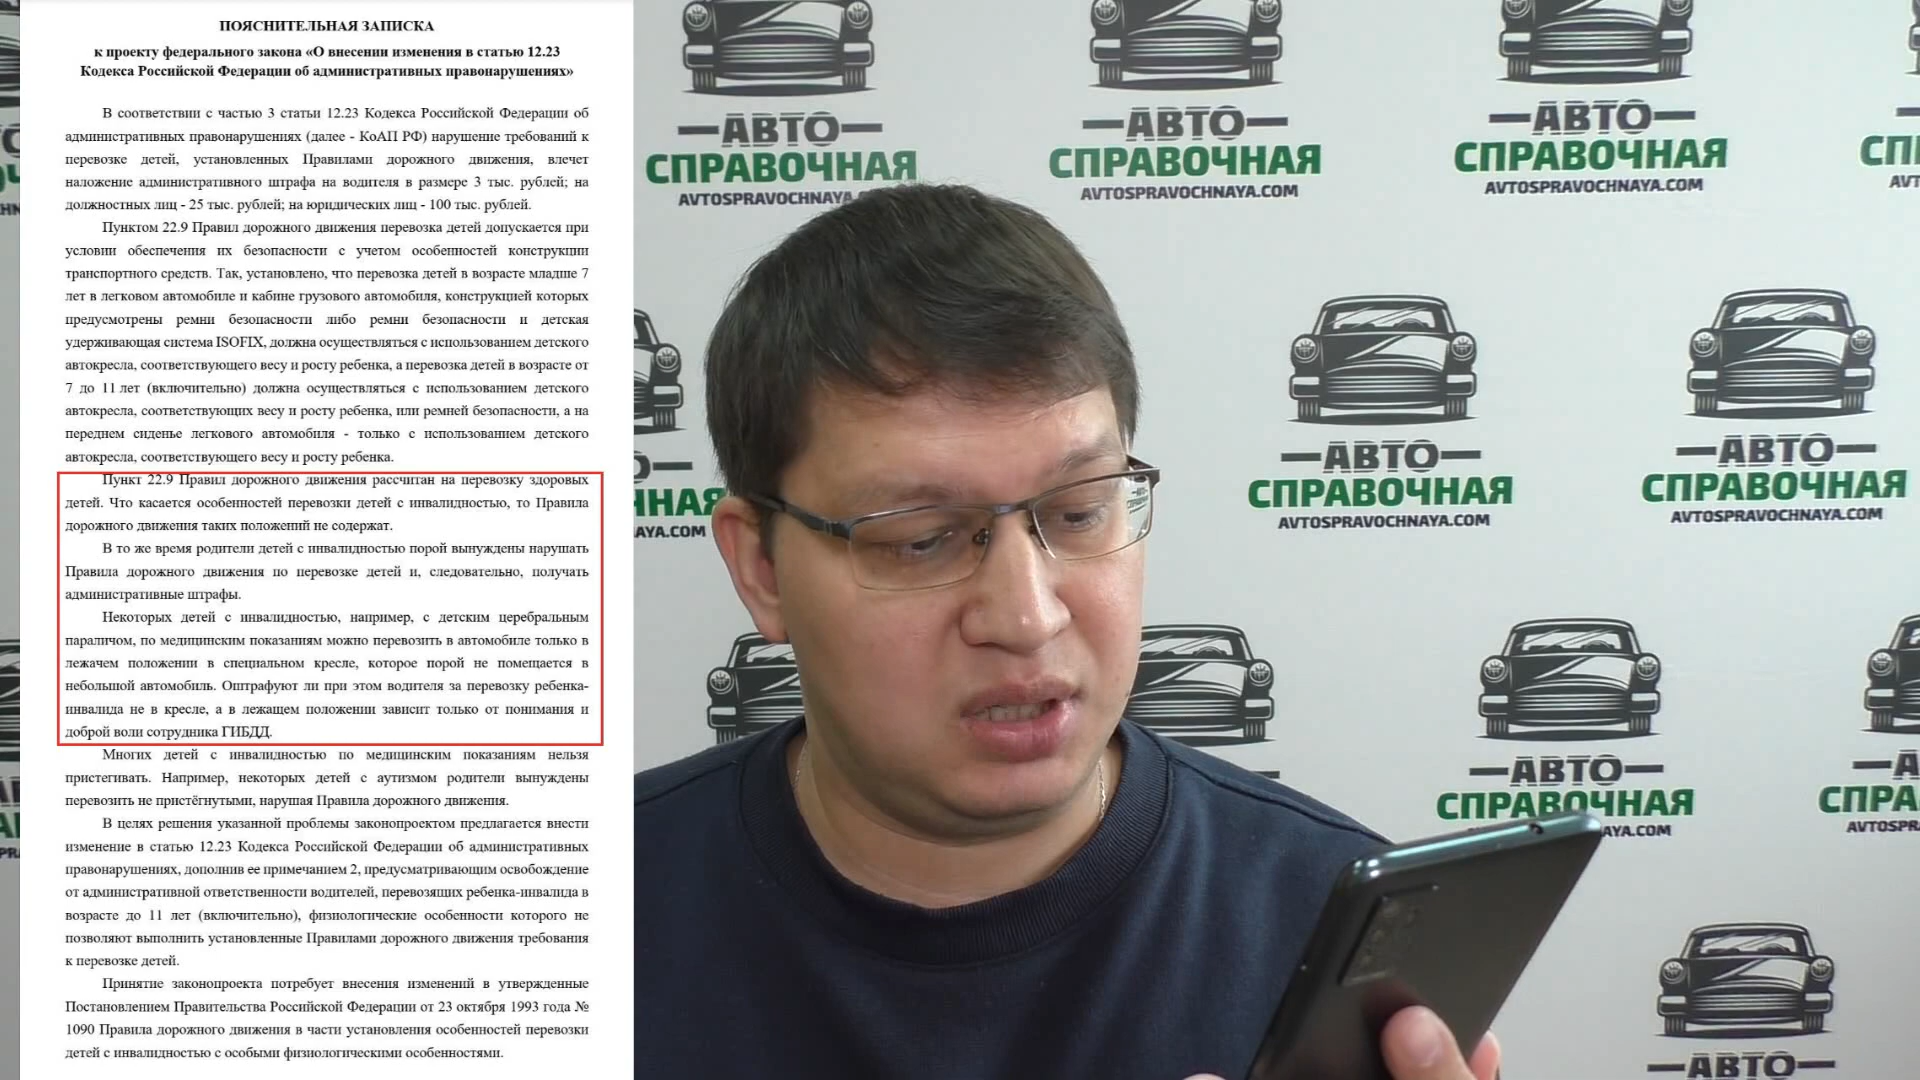 ПОЯСНИТЕЛЬНАЯ ЗАПИСКА
к проекту федерального закона «О внесении изменения в статью 12.23
Кодекса Российской Федерации об административных правонарушениях»
В соответствии с частью 3 статьи 12.23 Кодекса Российской Федерации об
административных правонарушениях (далее - КоАП РФ) нарушение требований к
перевозке детей, установленных Правилами дорожного движения, влечет
наложение административного штрафа на водителя в размере 3 тыс. рублей; на
должностных лиц - 25 тыс. рублей; на юридических лиц - 100 тыс. рублей.
Пунктом 22.9 Правил дорожного движения перевозка детей допускается при
условии обеспечения их безопасности с учетом особенностей конструкции
транспортного средств. Так, установлено, что перевозка детей в возрасте младше 7
лет в легковом автомобиле и кабине грузового автомобиля, конструкцией которых
предусмотрены ремни безопасности либо ремни безопасности и детская
удерживающая система ISOFIX, должна осуществляться с использованием детского
автокресла, соответствующего весу и росту ребенка, а перевозка детей в возрасте от
7 до 11 лет (включительно) должна осуществляться с использованием детского
автокресла, соответствующих весу и росту ребенка, или ремней безопасности, а на
переднем сиденье легкового автомобиля - только с использованием детского
автокресла, соответствующего весу и росту ребенка.
Пункт 22.9 Правил дорожного движения рассчитан на перевозку здоровых
детей. Что касается особенностей перевозки детей с инвалидностью, то Правила
дорожного движения таких положений не содержат.
В то же время родители детей с инвалидностью порой вынуждены нарушать
Правила дорожного движения по перевозке детей и, следовательно, получать
административные штрафы.
Некоторых детей с инвалидностью, например, с детским церебральным
параличом, по медицинским показаниям можно перевозить в автомобиле только в
лежачем положении в специальном кресле, которое порой не помещается в
небольшой автомобиль. Оштрафуют ли при этом водителя за перевозку ребенка-
инвалида не в кресле, а в лежащем положении зависит только от понимания и
доброй воли сотрудника ГИБДД.
Многих детей с инвалидностью по медицинским показаниям нельзя
пристегивать. Например, некоторых детей с аутизмом родители вынуждены
перевозить не пристёгнутыми, нарушая Правила дорожного движения.
В целях решения указанной проблемы законопроектом предлагается внести
изменение в статью 12.23 Кодекса Российской Федерации об административных
правонарушениях, дополнив ее примечанием 2, предусматривающим освобождение
от административной ответственности водителей, перевозящих ребенка-инвалида в
возрасте до 11 лет (включительно), физиологические особенности которого не
позволяют выполнить установленные Правилами дорожного движения требования
к перевозке детей.
Принятие законопроекта потребует внесения изменений в утвержденные
Постановлением Правительства Российской Федерации от 23 октября 1993 года №
1090 Правила дорожного движения в части установления особенностей перевозки
детей с инвалидностью с особыми физиологическими особенностями.
АВТО
СПРАВОЧНАЯ
AVTOSPRAVOCHNAYA.COM
АВТО
СПРАВОЧНАЯ
AVTOSPRAVOCHNAYA.COM
АВТО
СПРАВОЧНАЯ
AVTOSPRAVOCHNAYA.COM
АВТО
СПРАВОЧНАЯ
AVTOSPRAVOCHNAYA.COM
АВТО
СПРАВОЧНАЯ
AVTOSPRAVOCHNAYA.COM
АВТО
СПРАВОЧНАЯ
АВТО